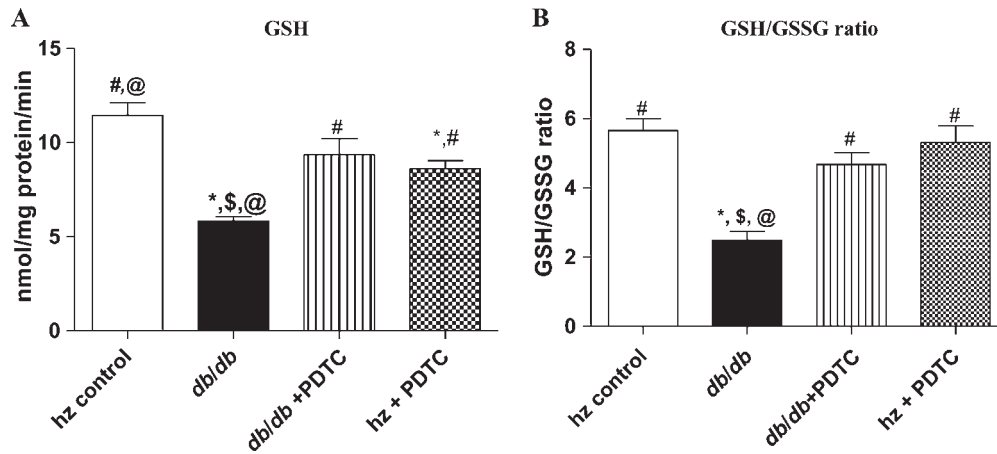 A
GSH
nmol/mg protein/min
15
10
5
0
#,@
*,$,@
#
*,#
hz control
db/db
db/db +PDTC
hz + PDTC
B
GSH/GSSG ratio
GSH/GSSG ratio
8
6
4
2
0
#
*, $, @
#
#
hz control
db/db
db/db+PDTC
hz + PDTC